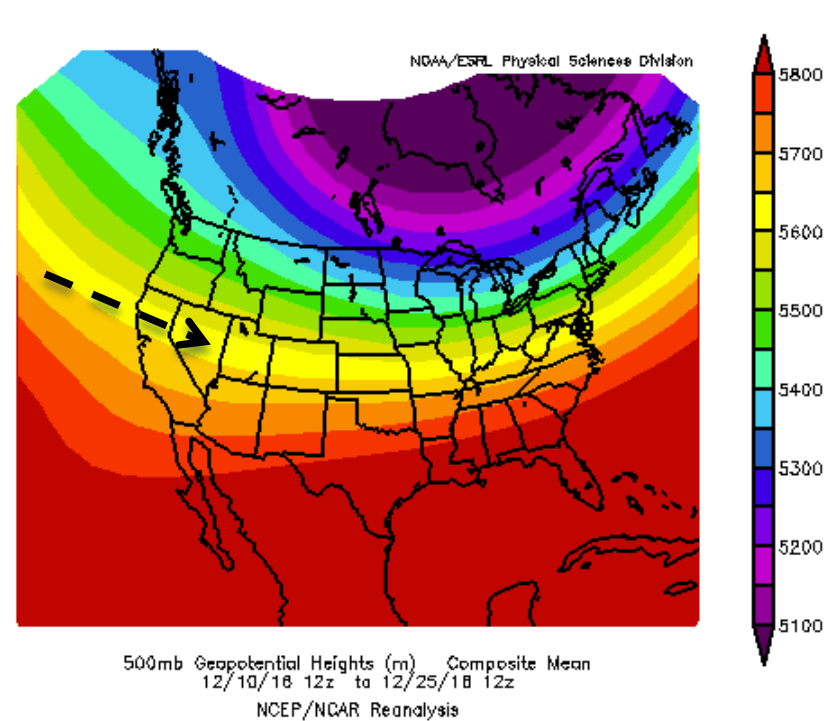 NOAA/ESRL Physical Sciences Division
5800
5700
5600
5500
5400
5300
5200
5100
500mb Geopotential Heights (m) Composite Mean
12/10/16 12z to 12/25/16 12z
NCEP/NCAR Reanalysis